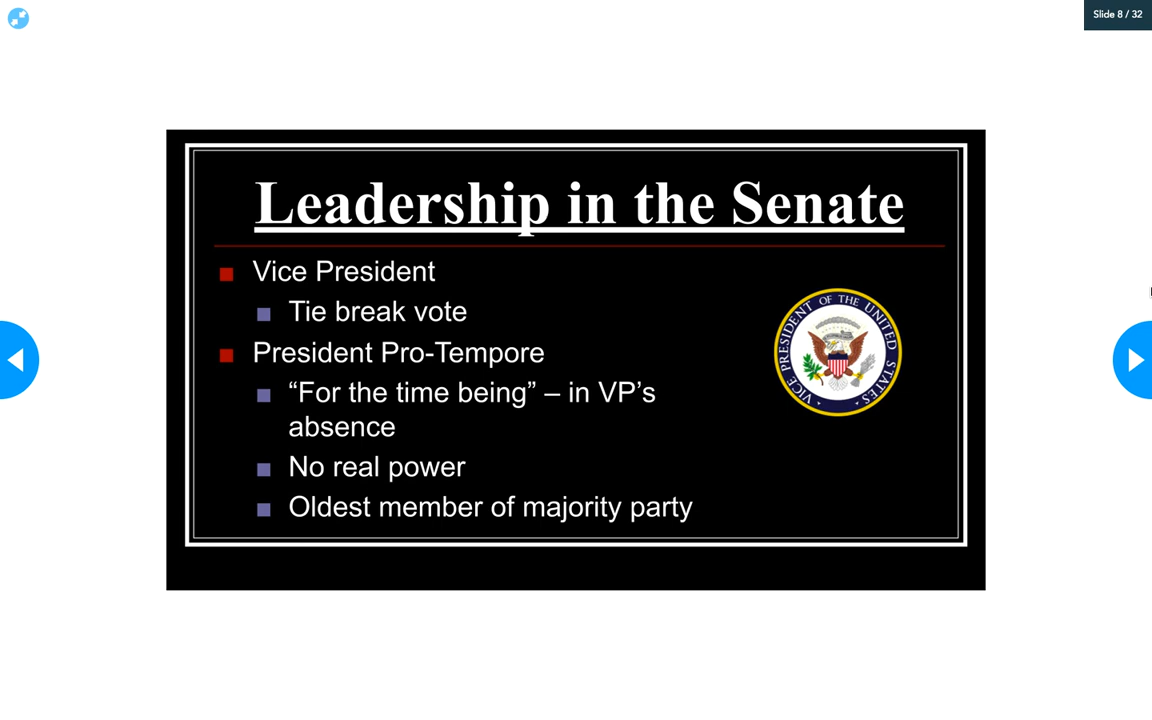 Slide 8 / 32
Leadership in the Senate
Vice President
Tie break vote
President Pro-Tempore
“For the time being” – in VP’s
absence
No real power
Oldest member of majority party
VICE PRESIDENT OF THE UNITED STATES